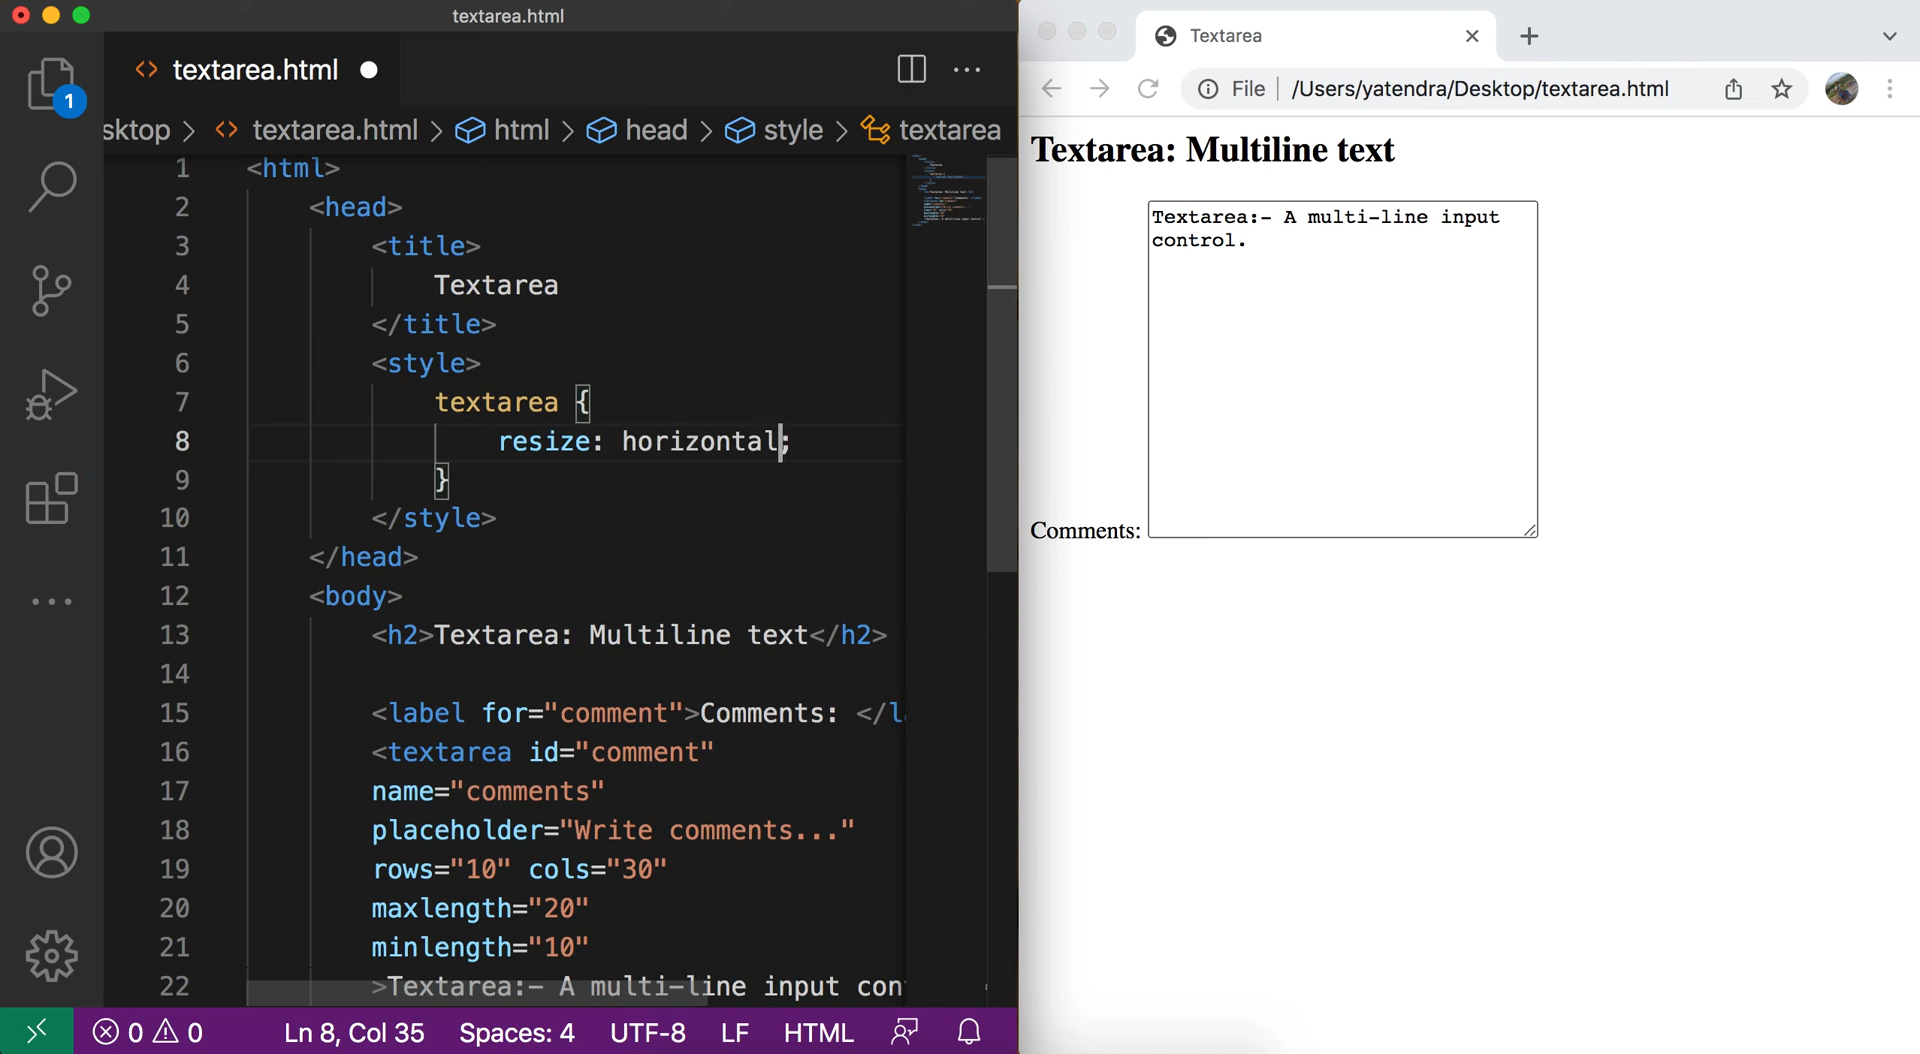 textarea.html
textarea.html
1
sktop > textarea.html > html > head > style > textarea
1 <html>
2 <head>
3 <title>
4 Textarea
5 </title>
6 <style>
7 textarea {
8 resize: horizontal;
9 }
10 </style>
11 </head>
12 <body>
13 <h2>Textarea: Multiline text</h2>
14
15 <label for="comment">Comments: </l
16 <textarea id="comment"
17 name="comments"
18 placeholder="Write comments..."
19 rows="10" cols="30"
20 maxlength="20"
21 minlength="10"
22 >Textarea:- A multi-line input con
0 0 Ln 8, Col 35 Spaces: 4 UTF-8 LF HTML
Textarea
File /Users/yatendra/Desktop/textarea.html
Textarea: Multiline text
Textarea:- A multi-line input
control.
Comments: